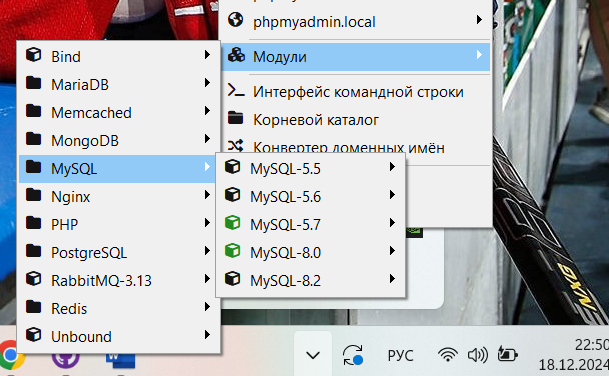 phpmyadmin.local
Модули
Интерфейс командной строки
Корневой каталог
Конвертер доменных имён
Bind
MariaDB
Memcached
MongoDB
MySQL
Nginx
PHP
PostgreSQL
RabbitMQ-3.13
Redis
Unbound
MySQL-5.5
MySQL-5.6
MySQL-5.7
MySQL-8.0
MySQL-8.2
РУС
22:50
18.12.2024